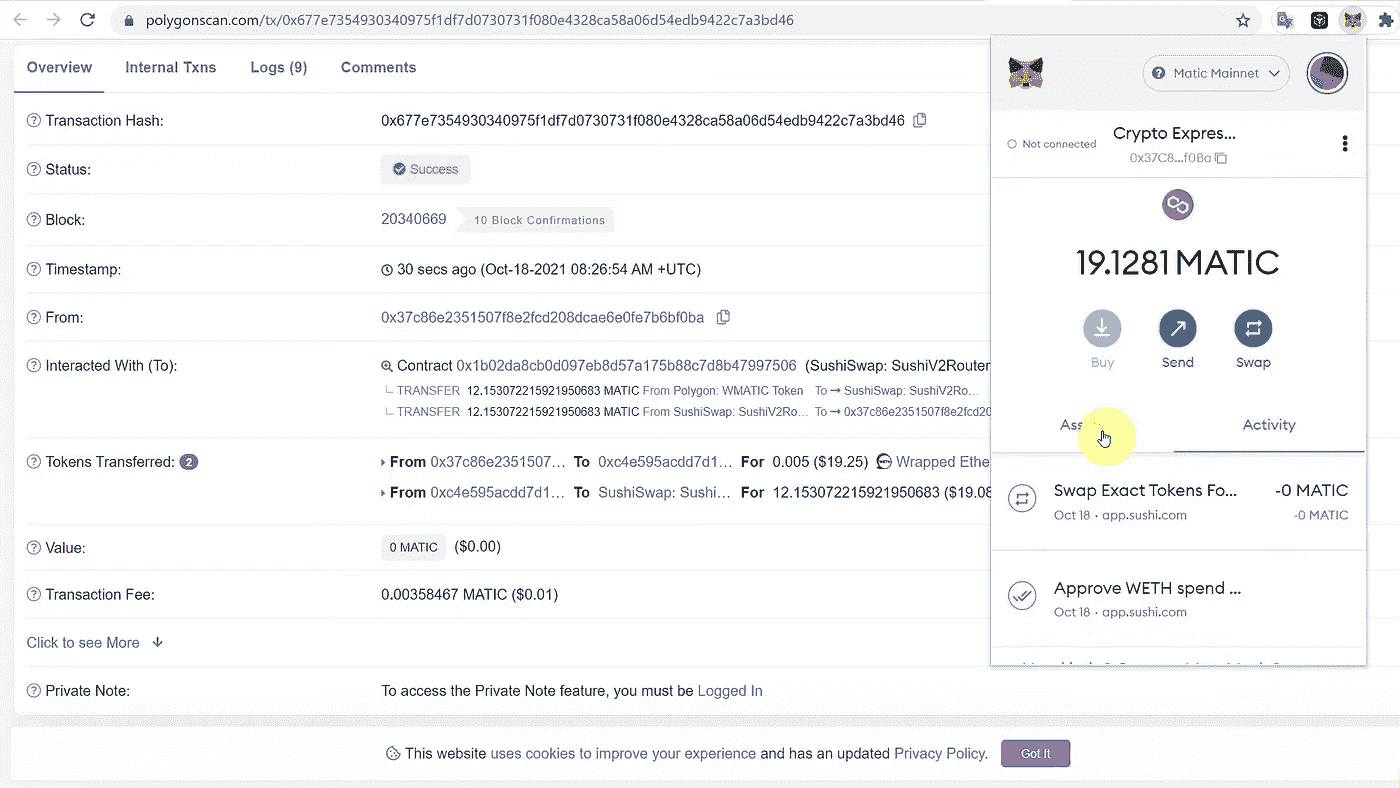 polygonscan.com/tx/0x677e7354930340975f1df7d0730731f080e4328ca58a06d54edb9422c7a3bd46
Overview Internal Txns Logs (9) Comments
Transaction Hash: 0x677e7354930340975f1df7d0730731f080e4328ca58a06d54edb9422c7a3bd46
Status: Success
Block: 20340669 10 Block Confirmations
Timestamp: 30 secs ago (Oct-18-2021 08:26:54 AM +UTC)
From: 0x37c86e2351507f8e2fcd208dcae6e0fe7b6bf0ba
Interacted With (To): Contract 0x1b02da8cb0d097eb8d57a175b88c7d8b47997506 (SushiSwap: SushiV2Router
TRANSFER 12.153072215921950683 MATIC From Polygon: WMATIC Token To → SushiSwap: SushiV2Ro...
TRANSFER 12.153072215921950683 MATIC From SushiSwap: SushiV2Ro... To → 0x37c86e2351507f8e2fcd20
Tokens Transferred: 2
From 0x37c86e2351507... To 0xc4e595acdd7d1... For 0.005 ($19.25) Wrapped Ethe
From 0xc4e595acdd7d1... To SushiSwap: Sushi... For 12.153072215921950683 ($19.08
Value: 0 MATIC ($0.00)
Transaction Fee: 0.00358467 MATIC ($0.01)
Click to see More
Private Note: To access the Private Note feature, you must be Logged In
This website uses cookies to improve your experience and has an updated Privacy Policy. Got It
Matic Mainnet
Not connected
Crypto Expres...
0x37C8...f0Ba
19.1281 MATIC
Buy Send Swap
Activity
Swap Exact Tokens Fo... -0 MATIC
Oct 18 · app.sushi.com -0 MATIC
Approve WETH spend ...
Oct 18 · app.sushi.com